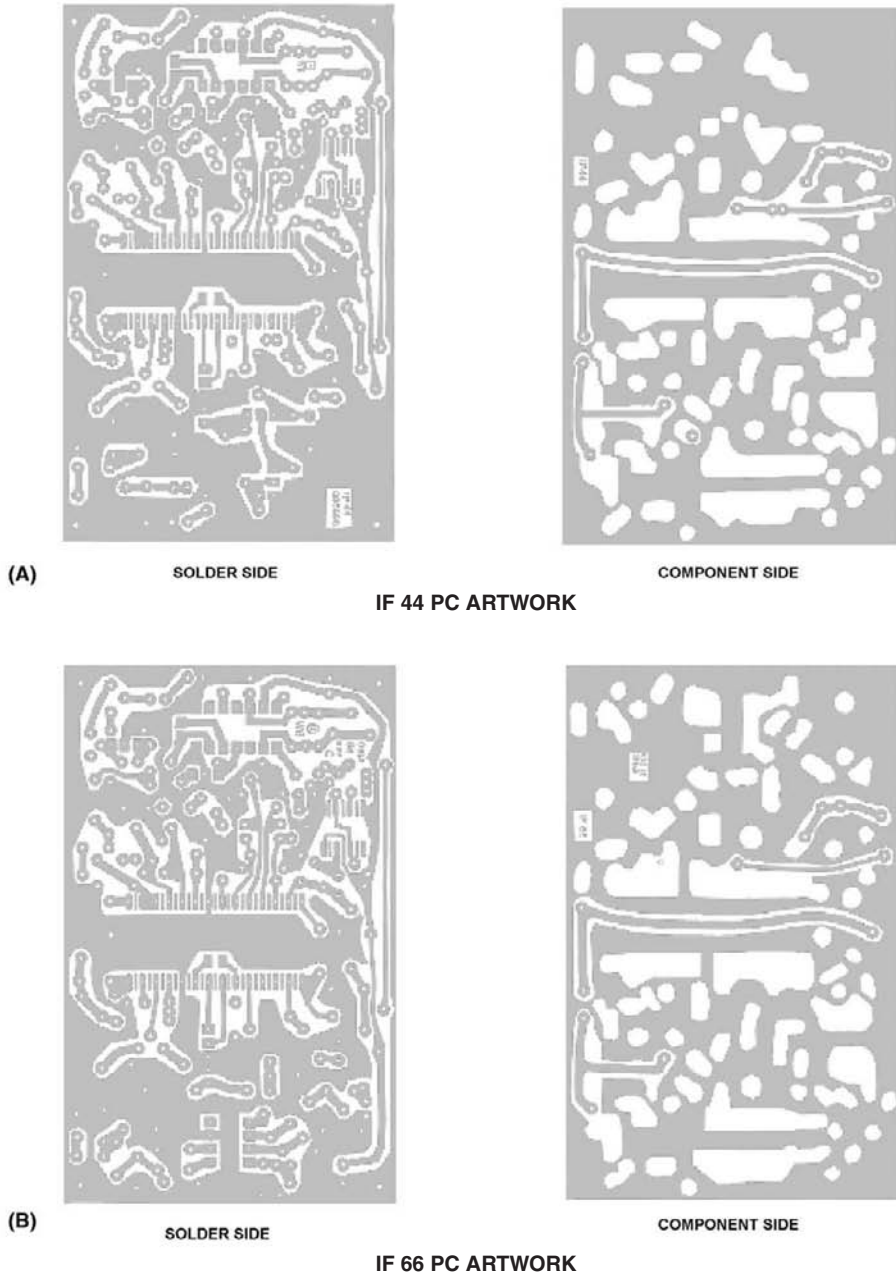 (A)
SOLDER SIDE
COMPONENT SIDE
IF 44 PC ARTWORK
(B)
SOLDER SIDE
COMPONENT SIDE
IF 66 PC ARTWORK